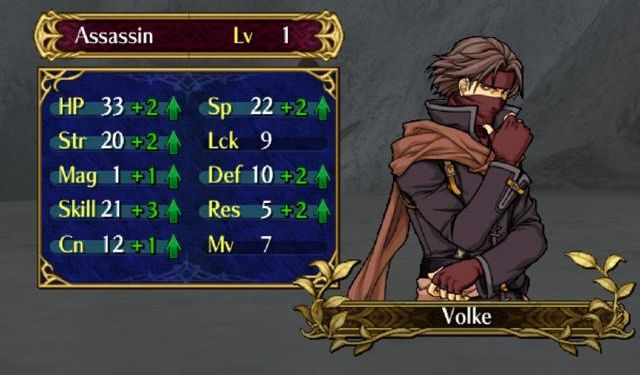 Assassin Lv 1
HP 33 +2 Sp 22 +2
Str 20 +2 Lck 9
Mag 1 +1 Def 10 +2
Skill 21 +3 Res 5 +2
Cn 12 +1 Mv 7
Volke